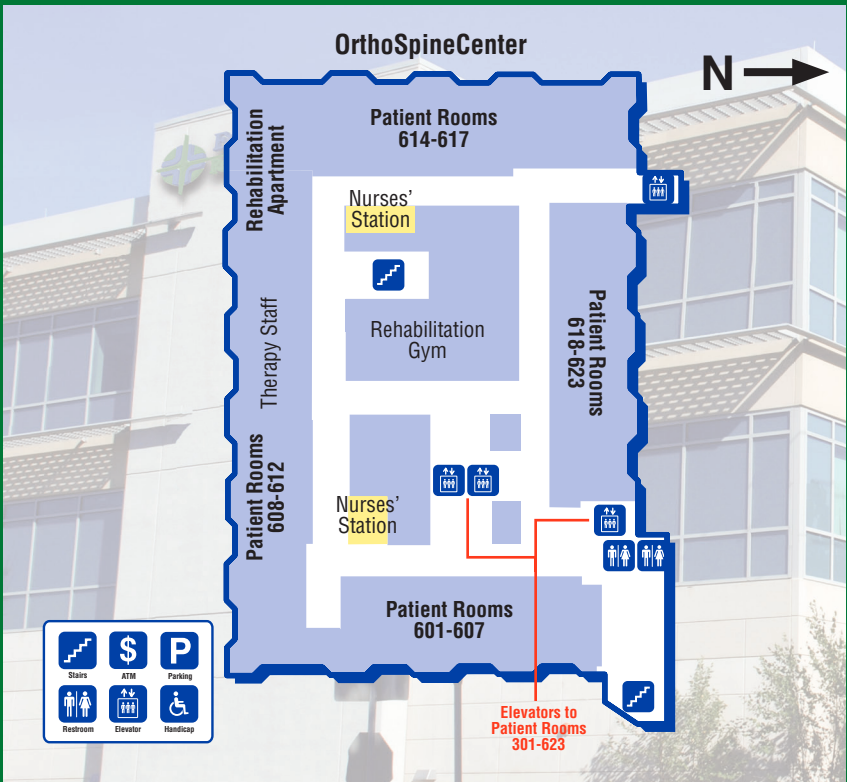 OrthoSpineCenter
N
Patient Rooms
614-617
Rehabilitation
Apartment
Nurses’
Station
Rehabilitation
Gym
Therapy Staff
Patient Rooms
618-623
Patient Rooms
608-612
Nurses’
Station
Patient Rooms
601-607
Elevators to
Patient Rooms
301-623
$
P
Stairs
ATM
Parking
Restroom
Elevator
Handicap